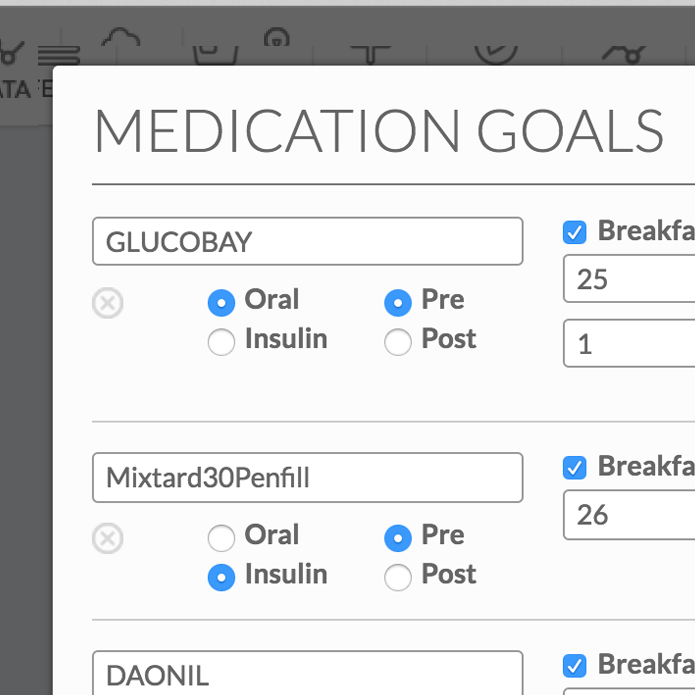 MEDICATION GOALS
GLUCOBAY
Breakfa
25
Oral
Pre
1
Insulin
Post
Mixtard30Penfill
Breakfa
26
Oral
Pre
Insulin
Post
DAONIL
Breakfa